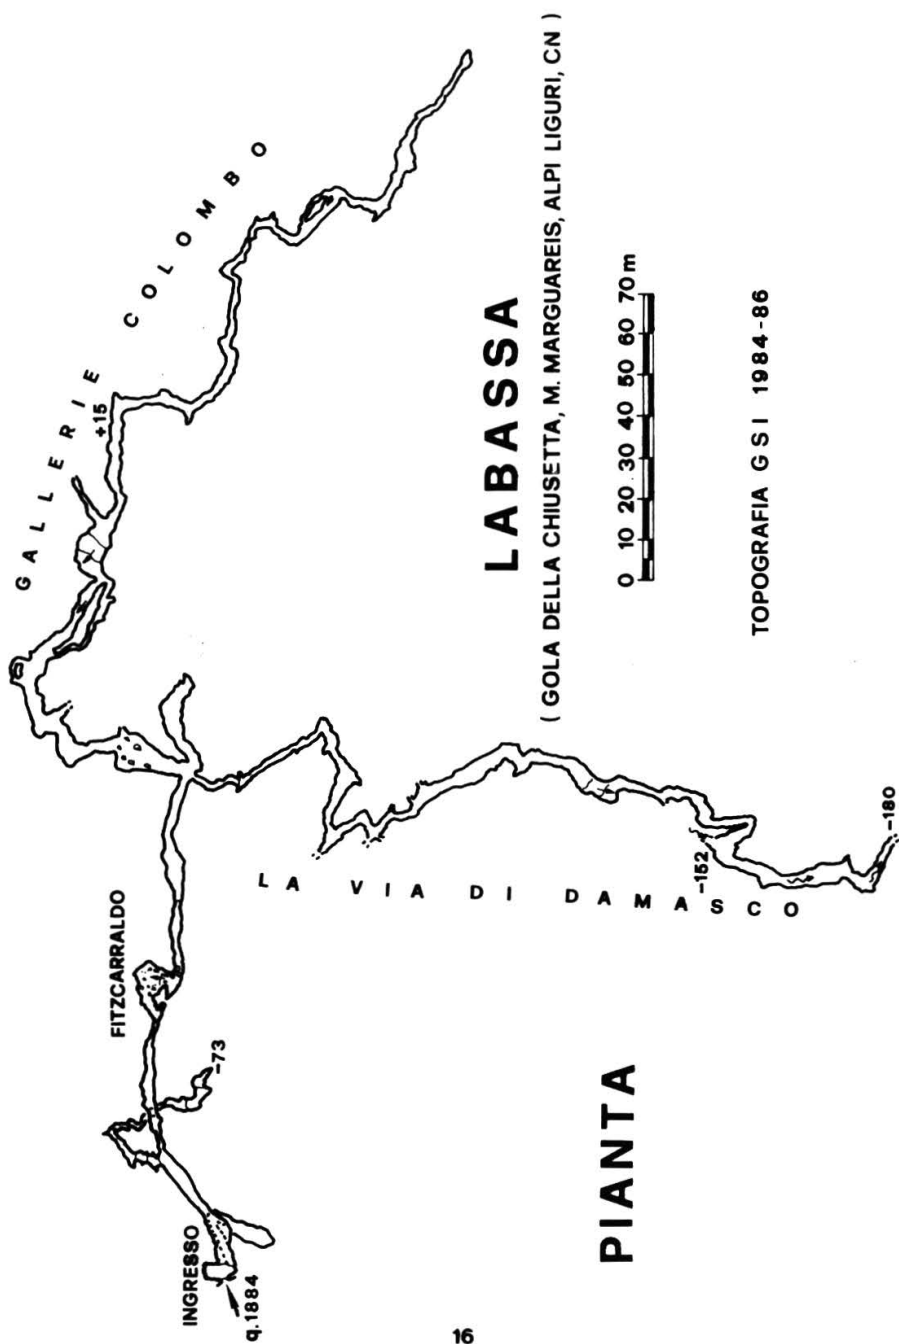 GALLERIE COLOMBO
+15
FITZCARRALDO
-73
INGRESSO
q.1884
LA VIA DI DAMASCO
-152
-180
LABASSA
( GOLA DELLA CHIUSETTA, M. MARGUAREIS, ALPI LIGURI, CN )
0 10 20 30 40 50 60 70 m
TOPOGRAFIA GSI 1984-86
PIANTA
16